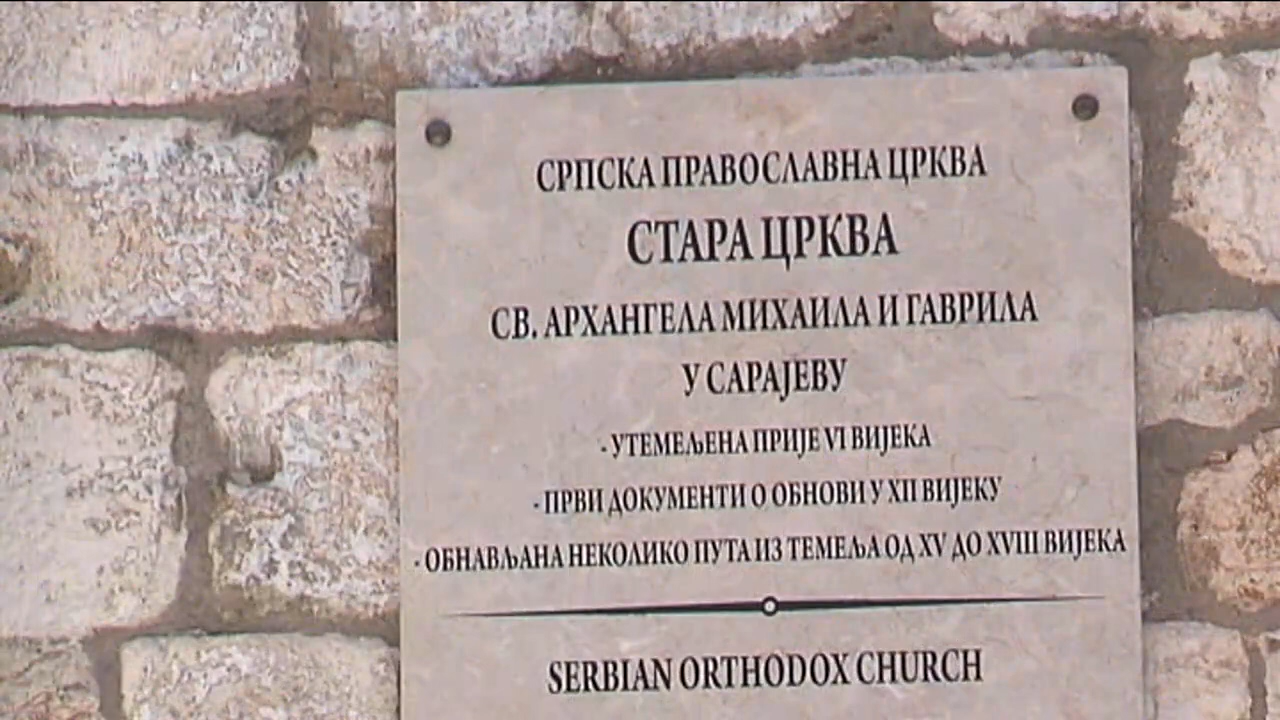 СРПСКА ПРАВОСЛАВНА ЦРКВА
СТАРА ЦРКВА
СВ. АРХАНГЕЛА МИХАИЛА И ГАВРИЛА
У САРАЈЕВУ
- УТЕМЕЉЕНА ПРИЈЕ VI ВИЈЕКА
- ПРВИ ДОКУМЕНТИ О ОБНОВИ У XII ВИЈЕКУ
- ОБНАВЉАНА НЕКОЛИКО ПУТА ИЗ ТЕМЕЉА ОД XV ДО XVIII ВИЈЕКА
SERBIAN ORTHODOX CHURCH